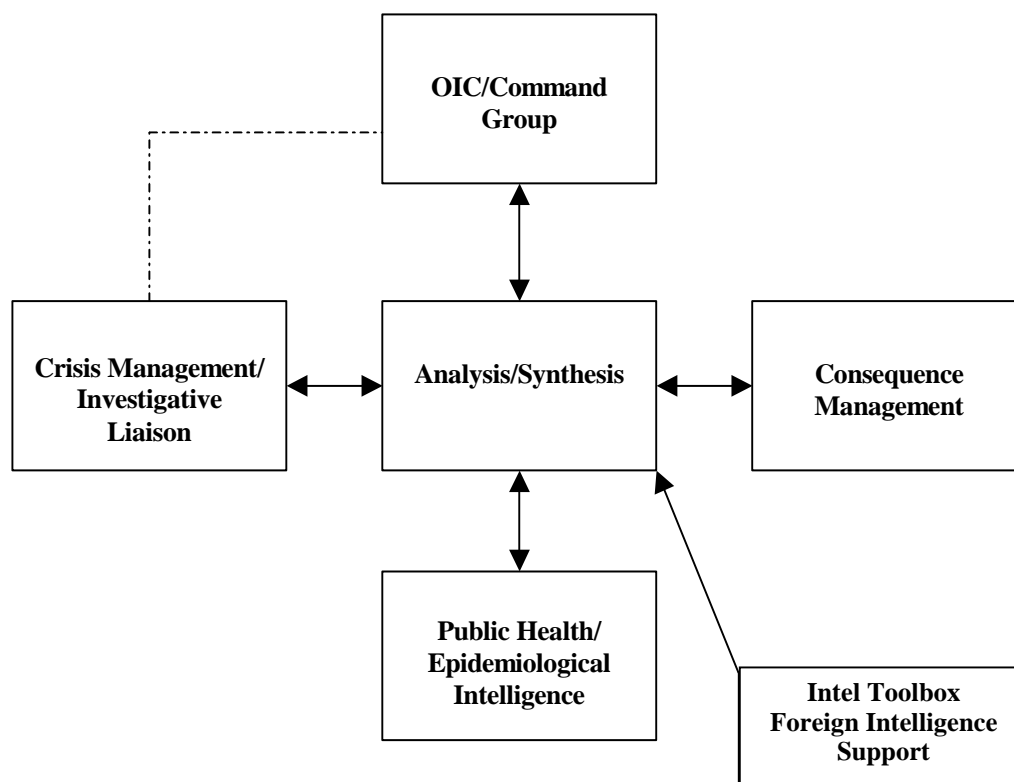 OIC/Command
Group
Crisis Management/
Investigative
Liaison
Analysis/Synthesis
Consequence
Management
Public Health/
Epidemiological
Intelligence
Intel Toolbox
Foreign Intelligence
Support